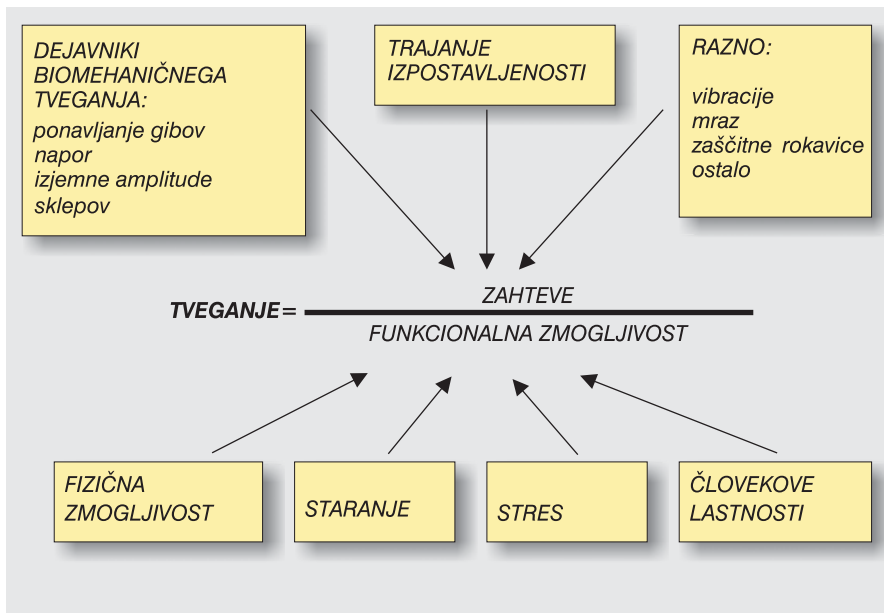 DEJAVNIKI
BIOMEHANIČNEGA
TVEGANJA:
ponavljanje gibov
napor
izjemne amplitude
sklepov
TRAJANJE
IZPOSTAVLJENOSTI
RAZNO:
vibracije
mraz
zaščitne rokavice
ostalo
ZAHTEVE
TVEGANJE=
FUNKCIONALNA ZMOGLJIVOST
FIZIČNA
ZMOGLJIVOST
STARANJE
STRES
ČLOVEKOVE
LASTNOSTI